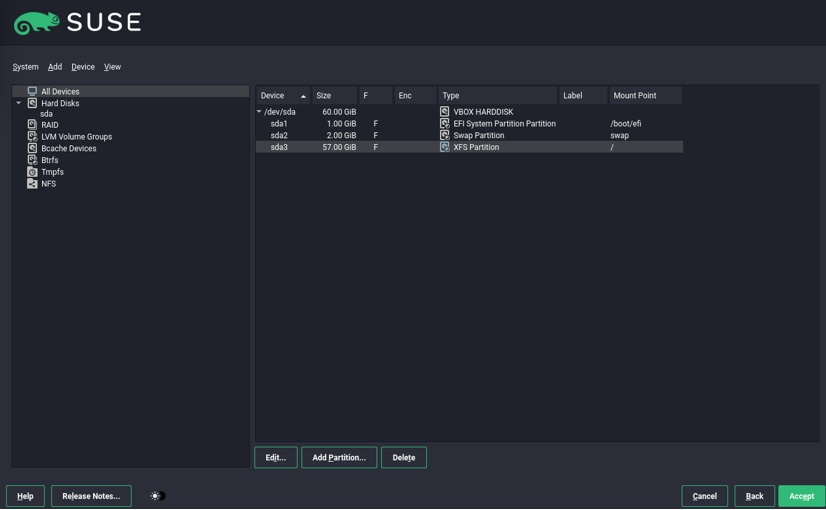 SUSE
System Add Device View
All Devices
Hard Disks
sda
RAID
LVM Volume Groups
Bcache Devices
Btrfs
Tmpfs
NFS
Device Size F Enc Type Label Mount Point
/dev/sda 60.00 GiB VBOX HARDDISK
sda1 1.00 GiB F EFI System Partition Partition /boot/efi
sda2 2.00 GiB F Swap Partition swap
sda3 57.00 GiB F XFS Partition /
Edit... Add Partition... Delete
Help Release Notes... Cancel Back Accept